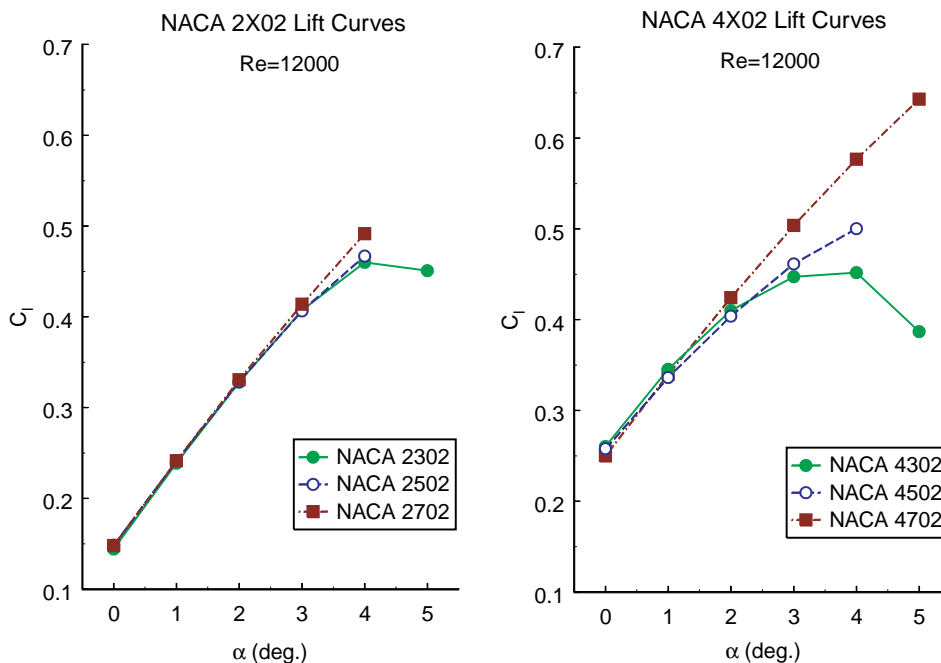 NACA 2X02 Lift Curves
Re=12000
0.7
0.6
0.5
0.4
0.3
0.2
0.1
C_l
0 1 2 3 4 5
α (deg.)
NACA 2302
NACA 2502
NACA 2702
NACA 4X02 Lift Curves
Re=12000
0.7
0.6
0.5
0.4
0.3
0.2
0.1
C_l
0 1 2 3 4 5
α (deg.)
NACA 4302
NACA 4502
NACA 4702